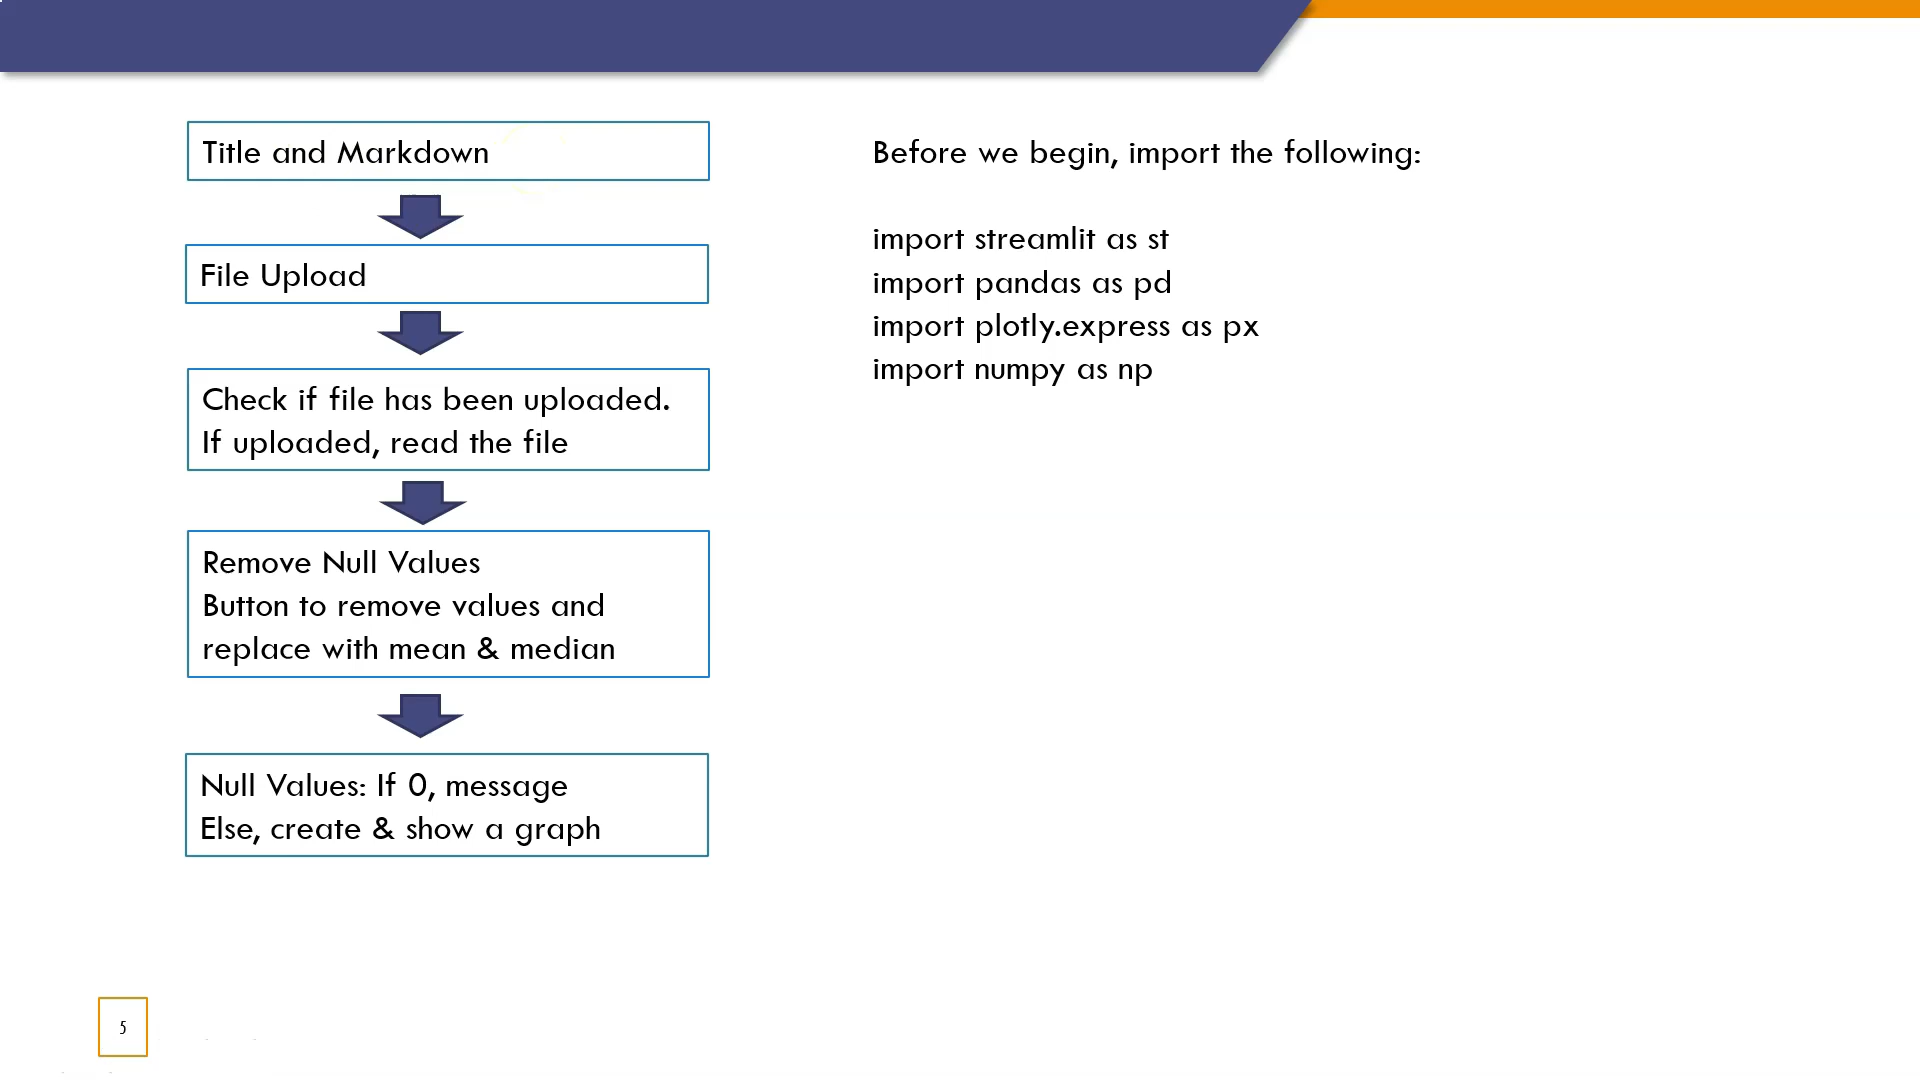 Title and Markdown
File Upload
Check if file has been uploaded.
If uploaded, read the file
Remove Null Values
Button to remove values and
replace with mean & median
Null Values: If 0, message
Else, create & show a graph
Before we begin, import the following:
import streamlit as st
import pandas as pd
import plotly.express as px
import numpy as np
5